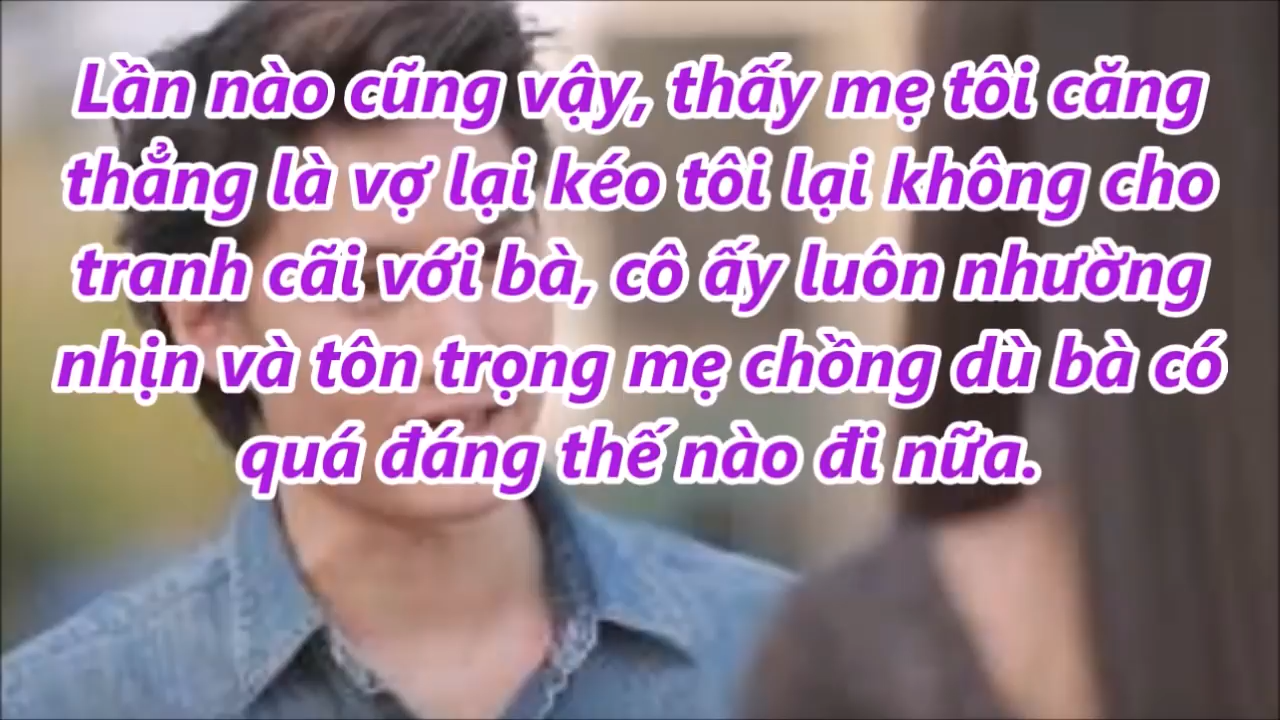 Lần nào cũng vậy, thấy mẹ tôi căng
thẳng là vợ lại kéo tôi lại không cho
tranh cãi với bà, cô ấy luôn nhường
nhịn và tôn trọng mẹ chồng dù bà có
quá đáng thế nào đi nữa.